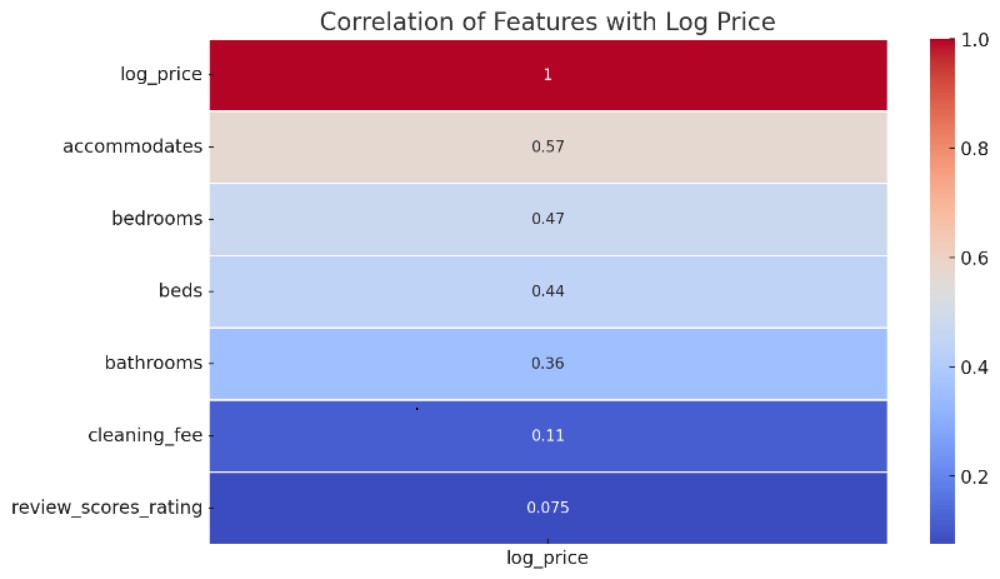 Correlation of Features with Log Price
log_price
1
accommodates
0.57
bedrooms
0.47
beds
0.44
bathrooms
0.36
cleaning_fee
0.11
review_scores_rating
0.075
log_price
1.0
0.8
0.6
0.4
0.2